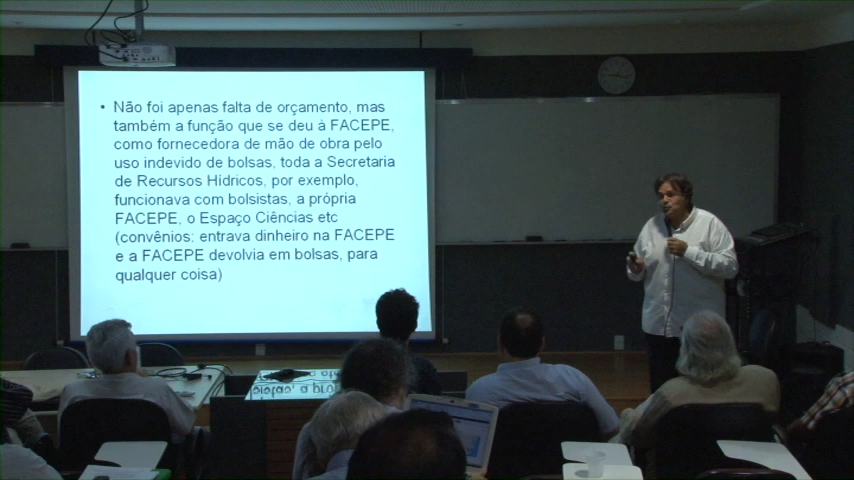 • Não foi apenas falta de orçamento, mas
também a função que se deu à FACEPE,
como fornecedora de mão de obra pelo
uso indevido de bolsas, toda a Secretaria
de Recursos Hídricos, por exemplo,
funcionava com bolsistas, a própria
FACEPE, o Espaço Ciências etc
(convênios: entrava dinheiro na FACEPE
e a FACEPE devolvia em bolsas, para
qualquer coisa)